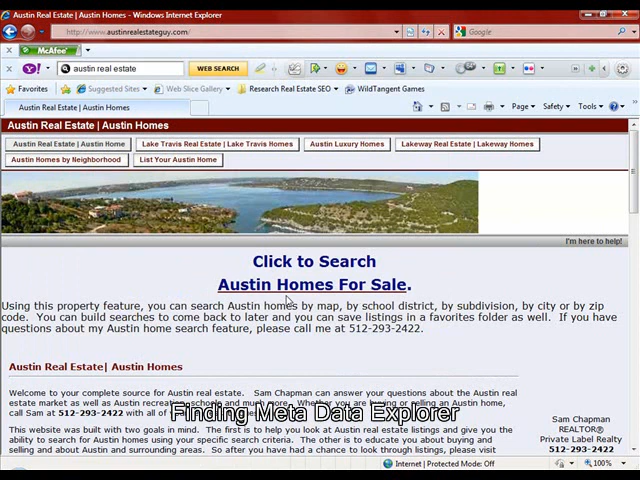 Austin Real Estate | Austin Homes - Windows Internet Explorer
http://www.austinrealestateguy.com/
Google
McAfee
Y!
austin real estate
WEB SEARCH
Favorites
Suggested Sites
Web Slice Gallery
Research Real Estate SEO
WildTangent Games
Austin Real Estate | Austin Homes
Page
Safety
Tools
Austin Real Estate | Austin Homes
Austin Real Estate | Austin Home
Lake Travis Real Estate | Lake Travis Homes
Austin Luxury Homes
Lakeway Real Estate | Lakeway Homes
Austin Homes by Neighborhood
List Your Austin Home
I'm here to help!
Click to Search
Austin Homes For Sale.
Using this property feature, you can search Austin homes by map, by school district, by subdivision, by city or by zip
code. You can build searches to come back to later and you can save listings in a favorites folder as well. If you have
questions about my Austin home search feature, please call me at 512-293-2422.
Austin Real Estate| Austin Homes
Welcome to your complete source for Austin real estate. Sam Chapman can answer your questions about the Austin real
estate market as well as Austin recreation, schools and much more. Whether you are buying or selling an Austin home,
call Sam at 512-293-2422 with all of
Finding Meta Data Explorer
This website was built with two goals in mind. The first is to help you look at Austin real estate listings and give you the
ability to search for Austin homes using your specific search criteria. The other is to educate you about buying and
selling and about Austin and surrounding areas. So after you have had a chance to look through listings, please visit
Sam Chapman
REALTOR®
Private Label Realty
512-293-2422
Internet | Protected Mode: Off
100%